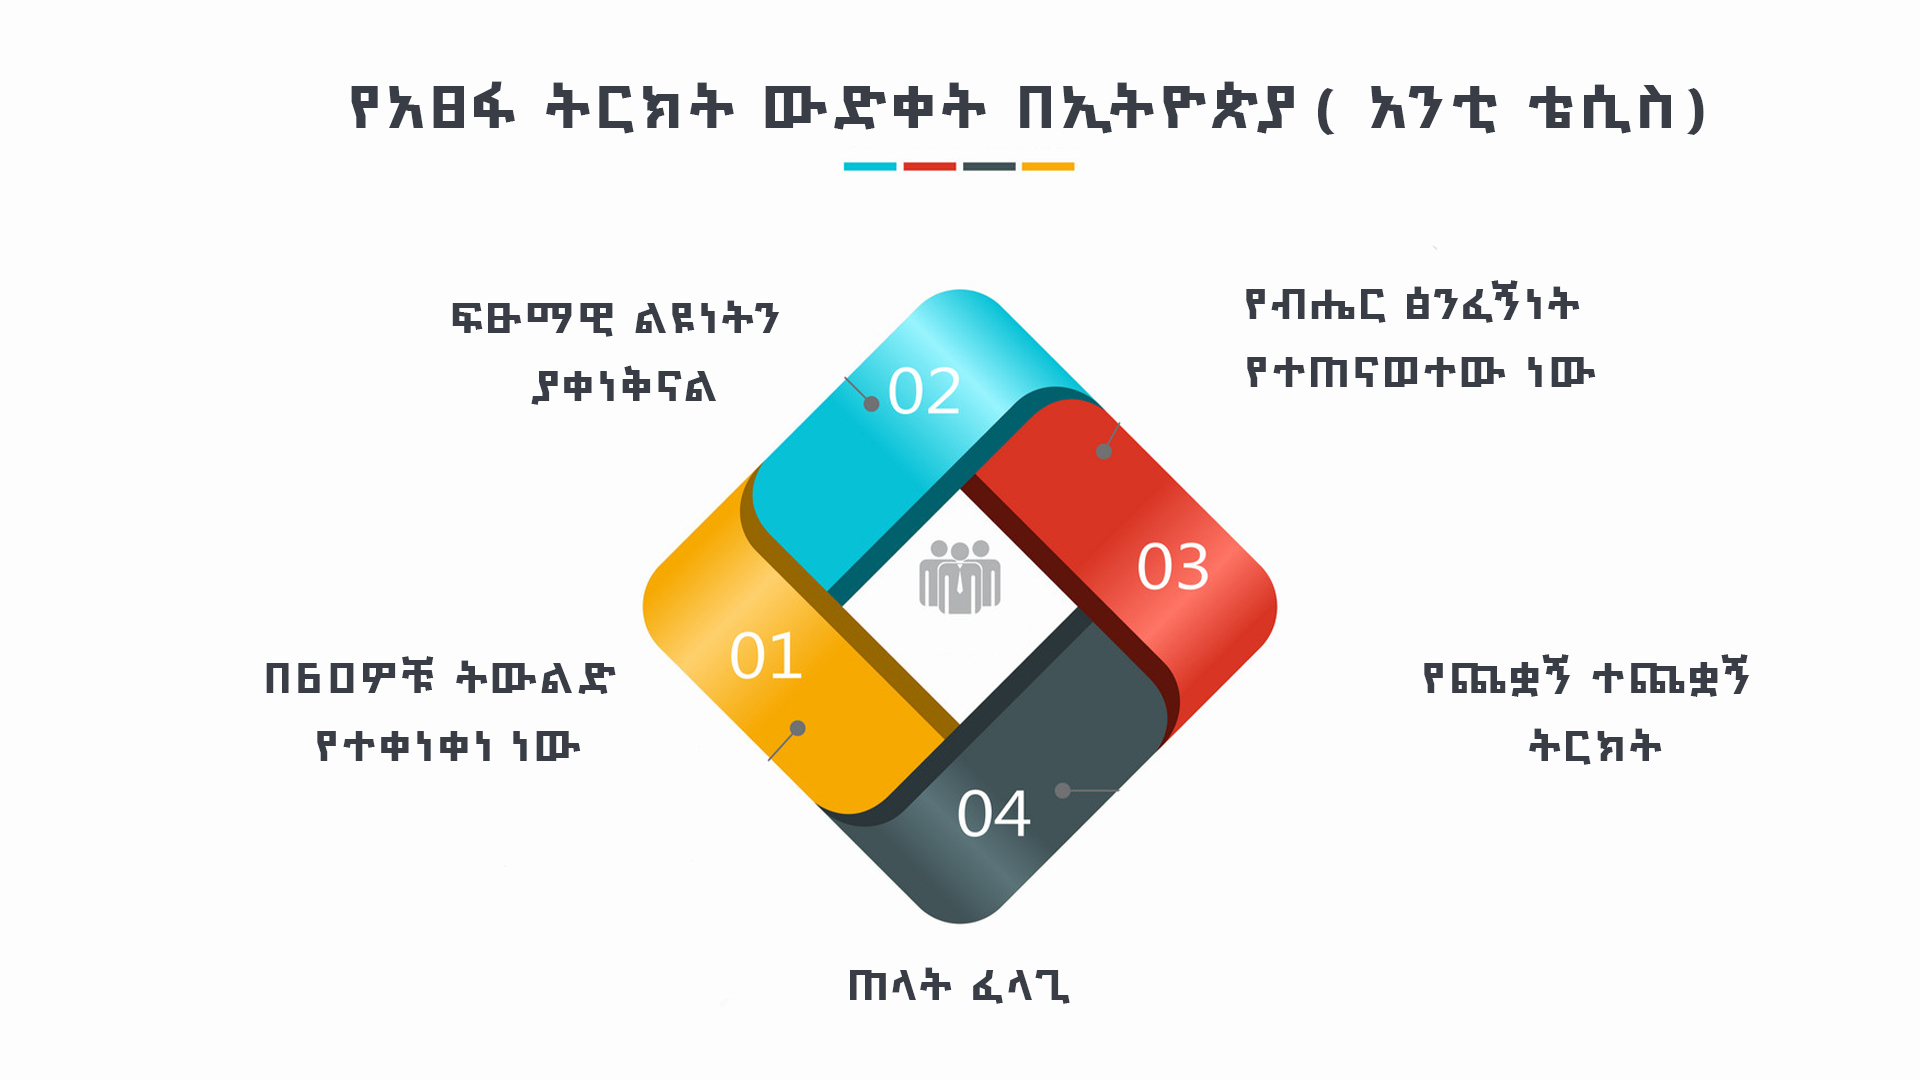 የአፀፋ ትርክት ውድቀት በኢትዮጵያ( አንቲ ቴሲስ)
ፍፁማዊ ልዩነትን
ያቀነቅናል
02
የብሔር ፅንፈኝነት
የተጠናወተው ነው
03
በ60ዎቹ ትውልድ
የተቀነቀነ ነው
01
የጨቋኝ ተጨቋኝ
ትርክት
04
ጠላት ፈላጊ